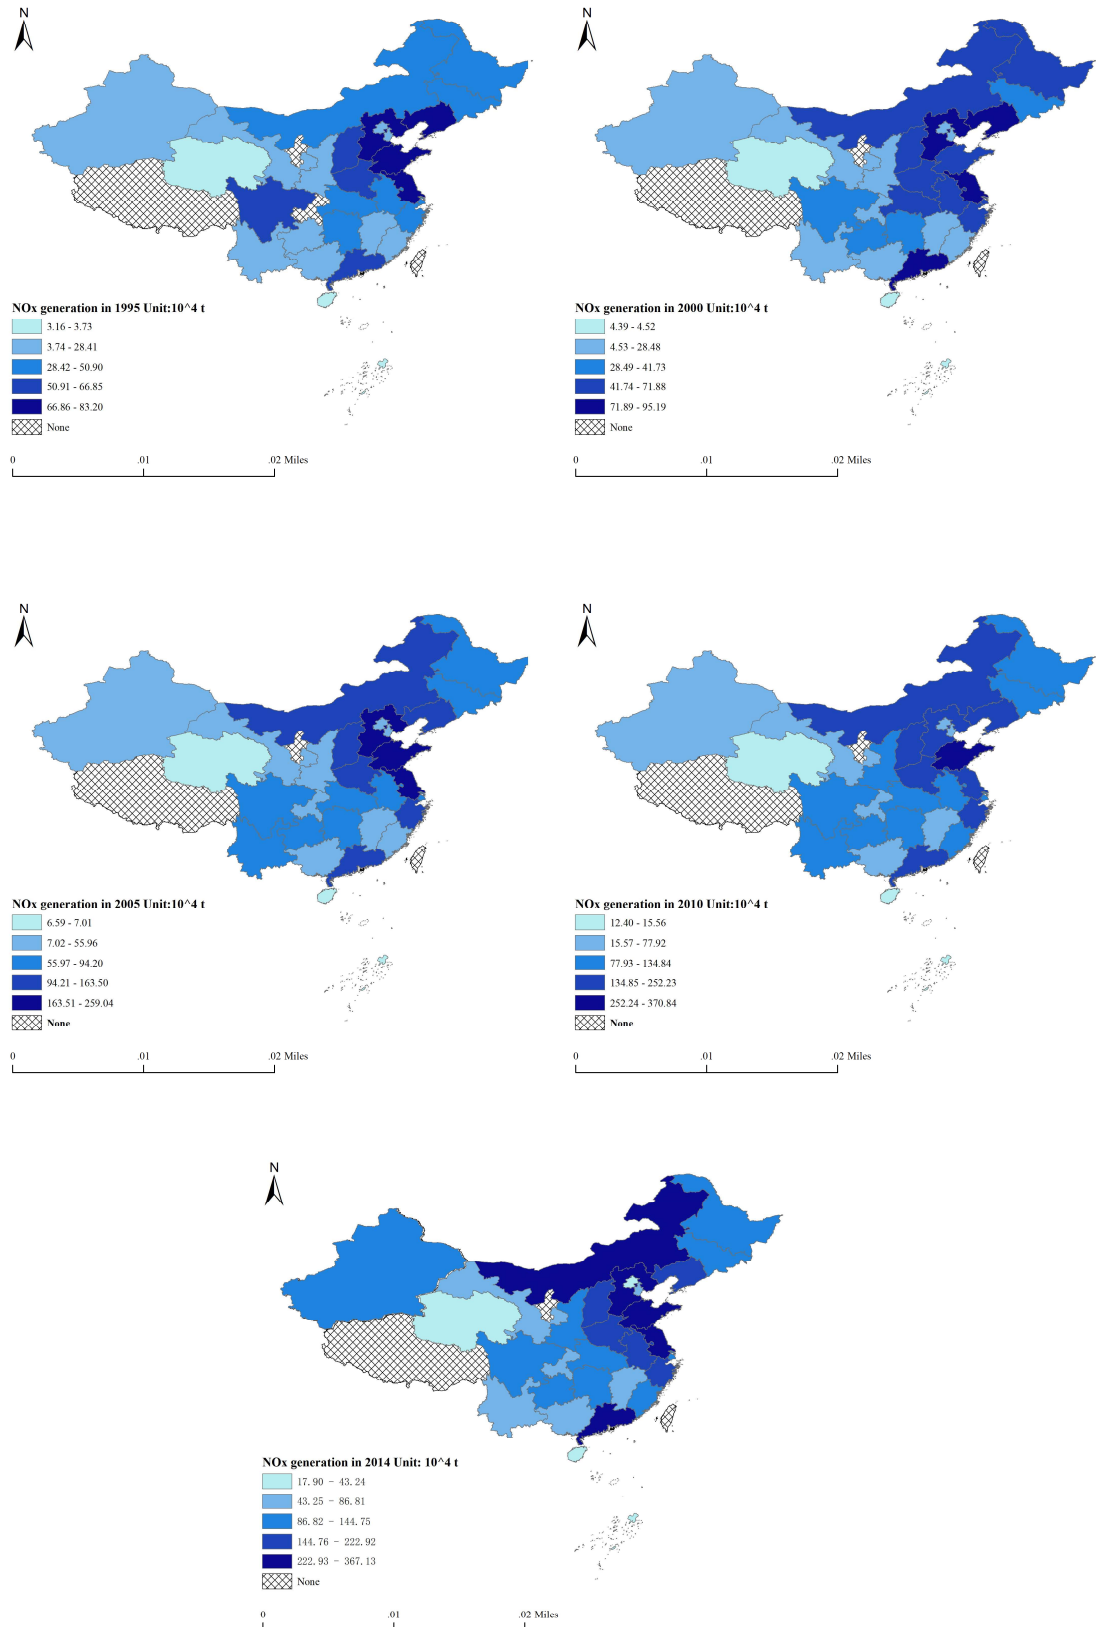 N
NOx generation in 1995 Unit:10^4 t
3.16 - 3.73
3.74 - 28.41
28.42 - 50.90
50.91 - 66.85
66.86 - 83.20
None
0 .01 .02 Miles
N
NOx generation in 2000 Unit:10^4 t
4.39 - 4.52
4.53 - 28.48
28.49 - 41.73
41.74 - 71.88
71.89 - 95.19
None
0 .01 .02 Miles
N
NOx generation in 2005 Unit:10^4 t
6.59 - 7.01
7.02 - 55.96
55.97 - 94.20
94.21 - 163.50
163.51 - 259.04
None
0 .01 .02 Miles
N
NOx generation in 2010 Unit:10^4 t
12.40 - 15.56
15.57 - 77.92
77.93 - 134.84
134.85 - 252.23
252.24 - 370.84
None
0 .01 .02 Miles
N
NOx generation in 2014 Unit: 10^4 t
17.90 - 43.24
43.25 - 86.81
86.82 - 144.75
144.76 - 222.92
222.93 - 367.13
None
0 .01 .02 Miles